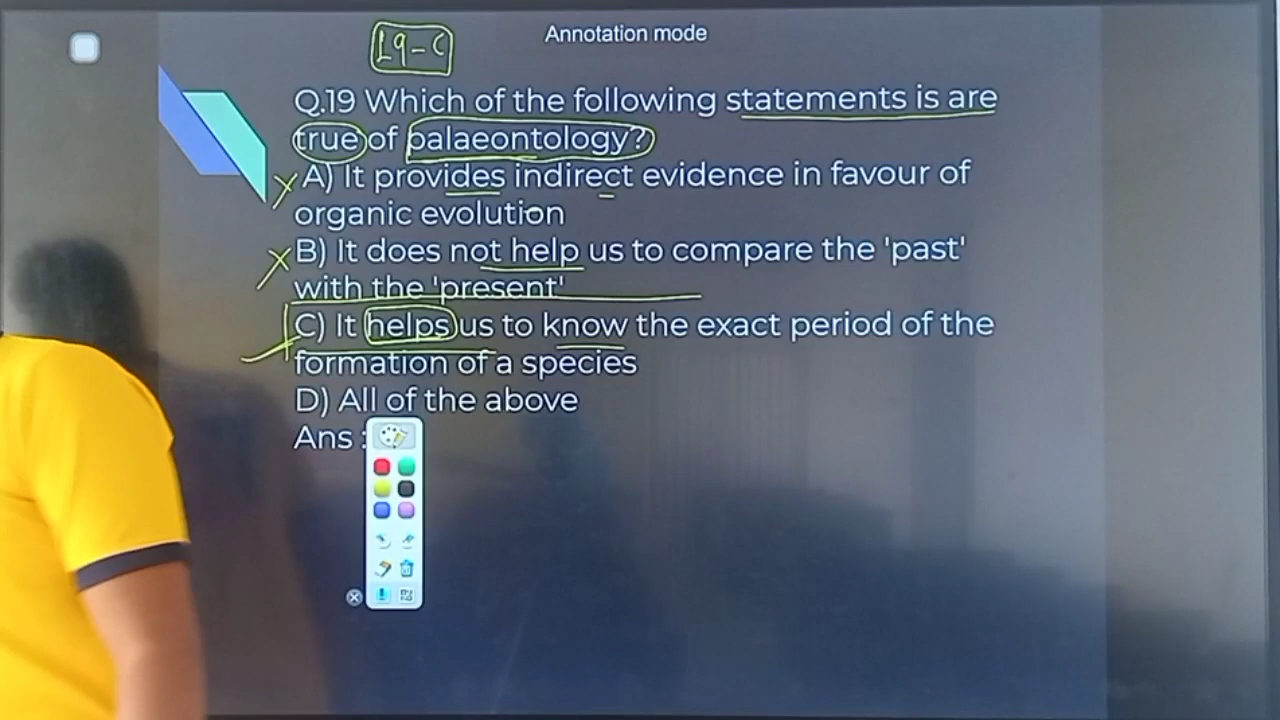 Annotation mode
19-C
Q.19 Which of the following statements is are
true of palaeontology?
A) It provides indirect evidence in favour of
organic evolution
B) It does not help us to compare the 'past'
with the 'present'
C) It helps us to know the exact period of the
formation of a species
D) All of the above
Ans :